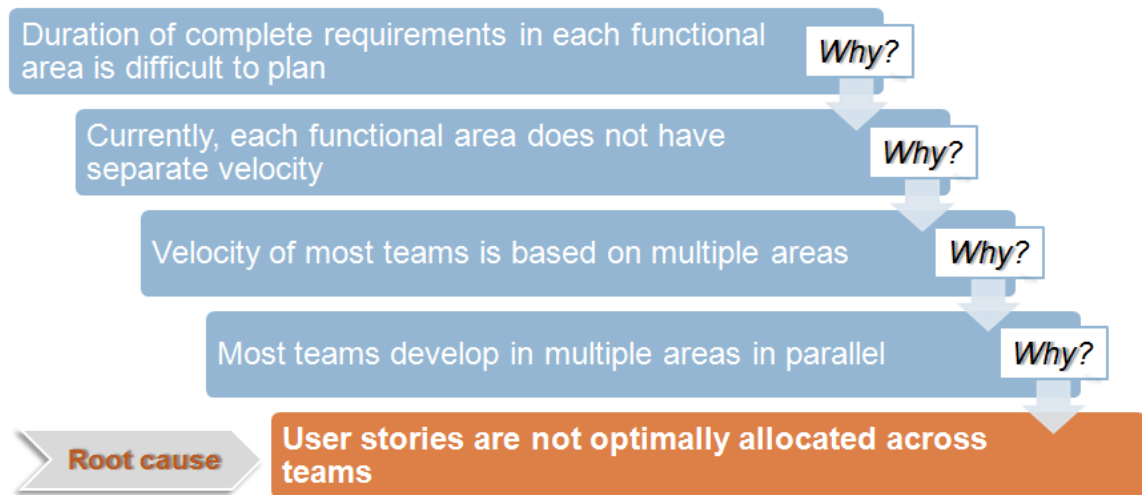 Duration of complete requirements in each functional
area is difficult to plan
Why?
Currently, each functional area does not have
separate velocity
Why?
Velocity of most teams is based on multiple areas
Why?
Most teams develop in multiple areas in parallel
Why?
Root cause
User stories are not optimally allocated across
teams